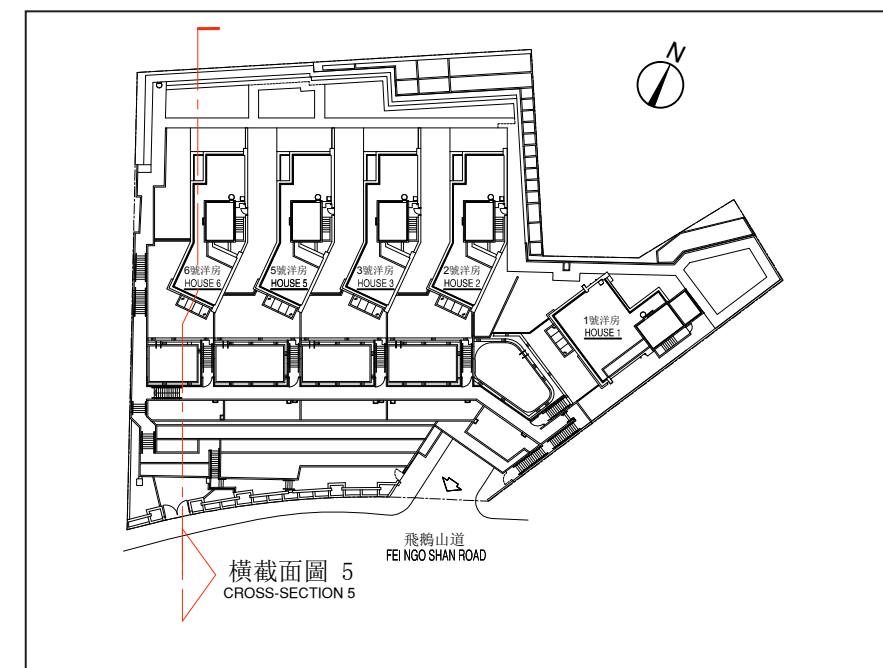 N
6號洋房
HOUSE 6
5號洋房
HOUSE 5
3號洋房
HOUSE 3
2號洋房
HOUSE 2
1號洋房
HOUSE 1
飛鵝山道
FEI NGO SHAN ROAD
橫截面圖 5
CROSS-SECTION 5